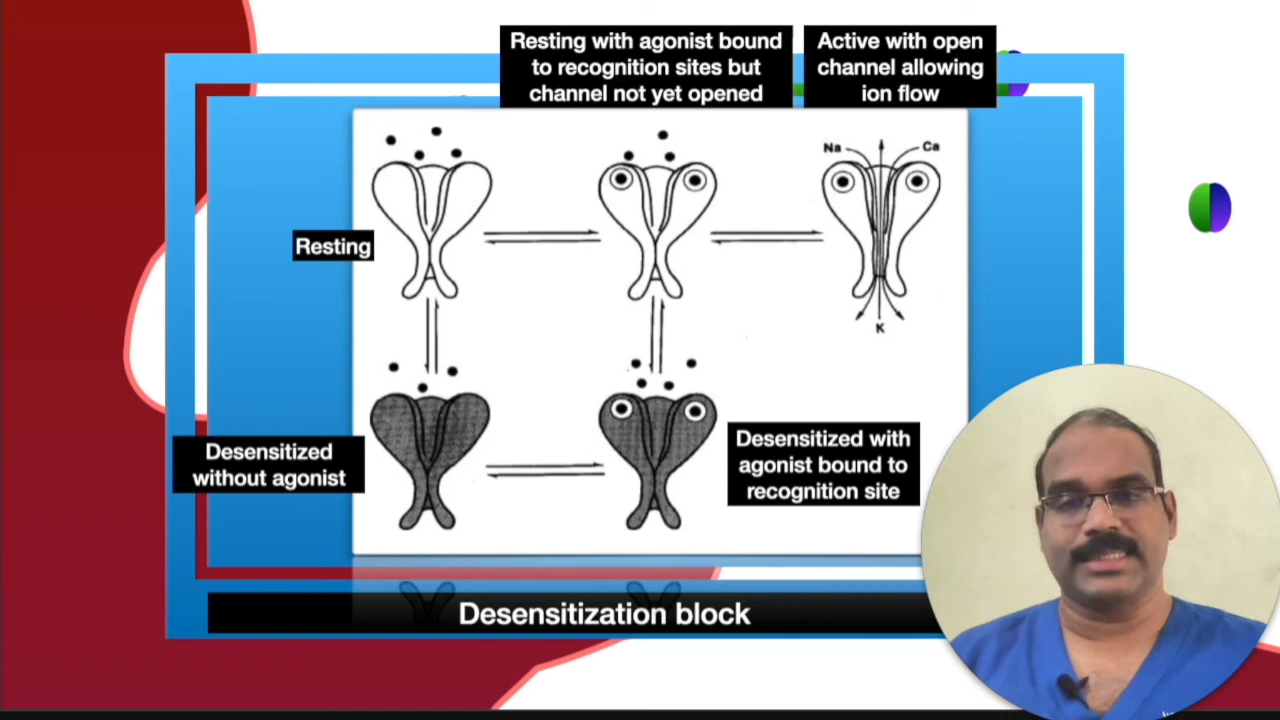 Resting with agonist bound
to recognition sites but
channel not yet opened
Active with open
channel allowing
ion flow
Na
Ca
Resting
K
Desensitized
without agonist
Desensitized with
agonist bound to
recognition site
Desensitization block